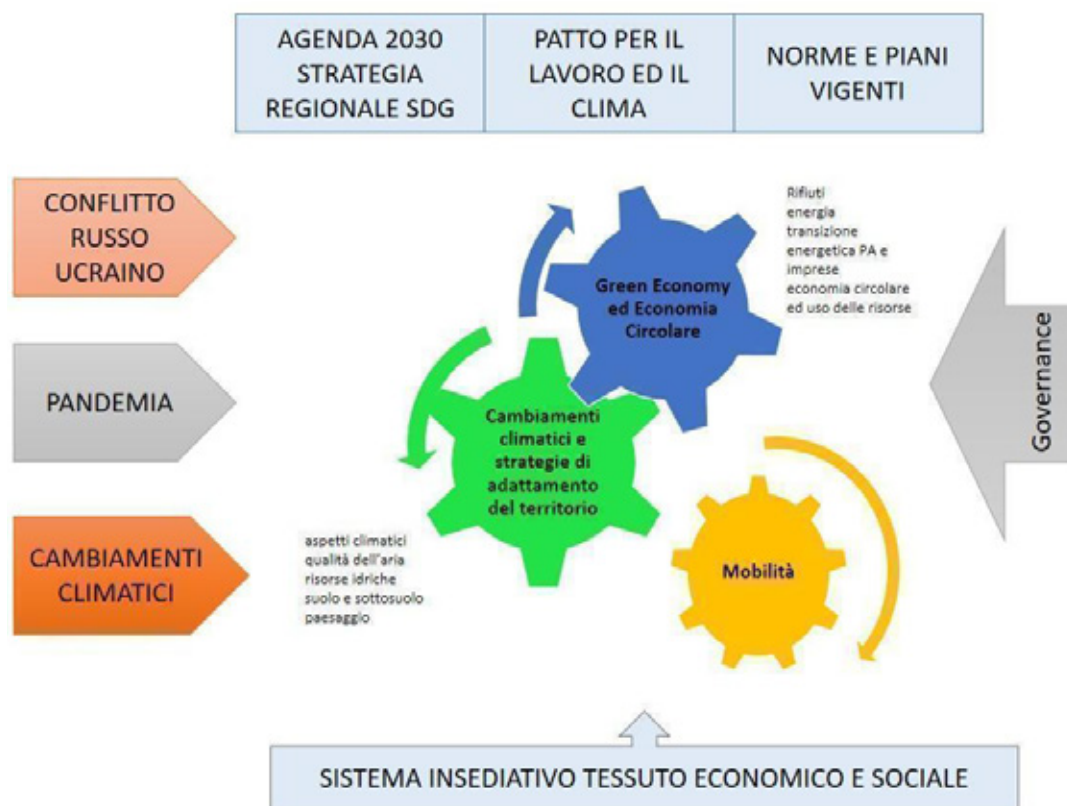 AGENDA 2030
STRATEGIA
REGIONALE SDG
PATTO PER IL
LAVORO ED IL
CLIMA
NORME E PIANI
VIGENTI
CONFLITTO
RUSSO
UCRAINO
PANDEMIA
CAMBIAMENTI
CLIMATICI
Green Economy
ed Economia
Circolare
Rifiuti
energia
transizione
energetica PA e
imprese
economia circolare
ed uso delle risorse
Cambiamenti
climatici e
strategie di
adattamento
del territorio
aspetti climatici
qualità dell'aria
risorse idriche
suolo e sottosuolo
paesaggio
Mobilità
Governance
SISTEMA INSEDIATIVO TESSUTO ECONOMICO E SOCIALE